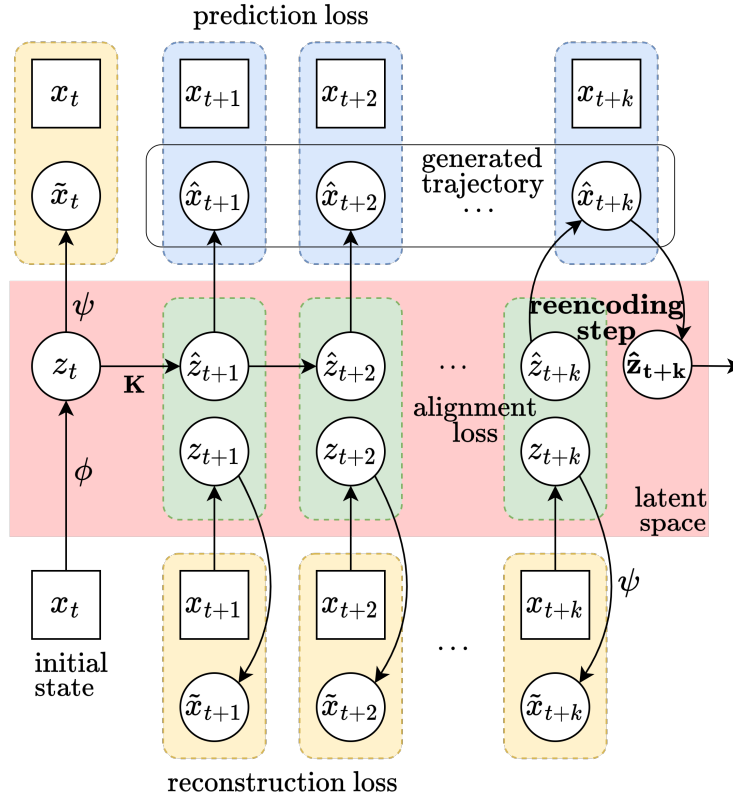 prediction loss
x_t x_{t+1} x_{t+2} x_{t+k}
generated
trajectory
x̃_t x̂_{t+1} x̂_{t+2} ... x̂_{t+k}
ψ
reencoding
step
z_t K ẑ_{t+1} ẑ_{t+2} ... ẑ_{t+k} ẑ_{t+k}
alignment
loss
z_{t+1} z_{t+2} z_{t+k}
ϕ
latent
space
ψ
x_t x_{t+1} x_{t+2} ... x_{t+k}
initial
state
x̃_{t+1} x̃_{t+2} x̃_{t+k}
reconstruction loss